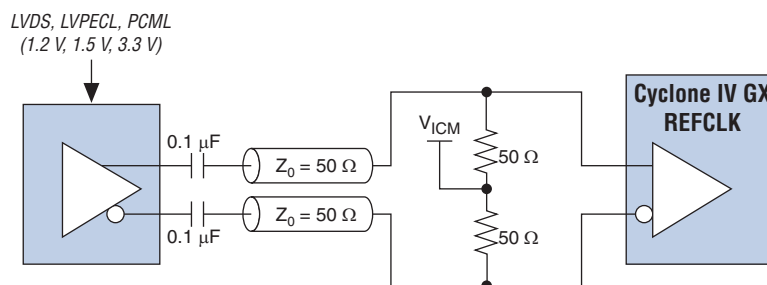 LVDS, LVPECL, PCML
(1.2 V, 1.5 V, 3.3 V)
Cyclone IV GX
REFCLK
0.1 μF
Z0 = 50 Ω
VICM
50 Ω
Z0 = 50 Ω
0.1 μF
50 Ω